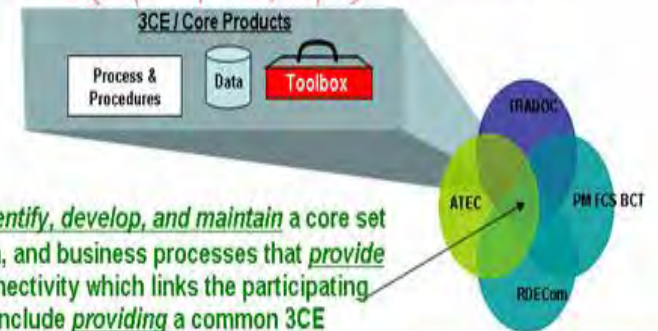 3CE / Core Products
Process &
Procedures
Data
Toolbox
TRADOC
ATEC
PM FCS BCT
RDECom
entify, develop, and maintain a core set
, and business processes that provide
nnectivity which links the participating
nclude providing a common 3CE